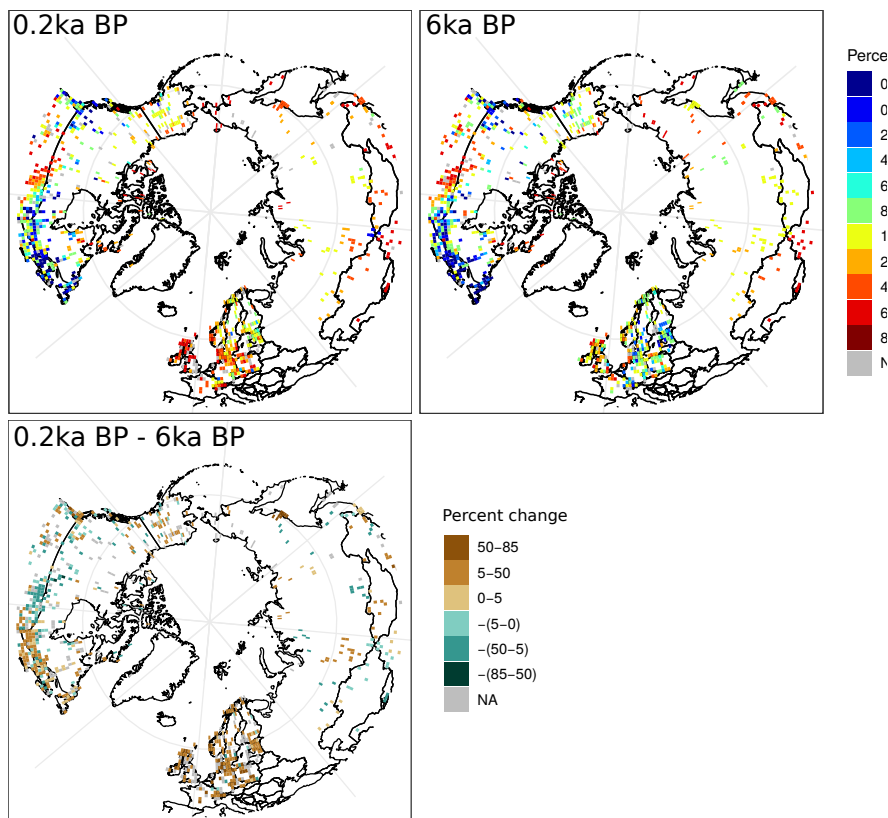 0.2ka BP
6ka BP
Perce
0
0
2
4
6
8
1
2
4
6
8
N
0.2ka BP - 6ka BP
Percent change
50−85
5−50
0−5
−(5−0)
−(50−5)
−(85−50)
NA